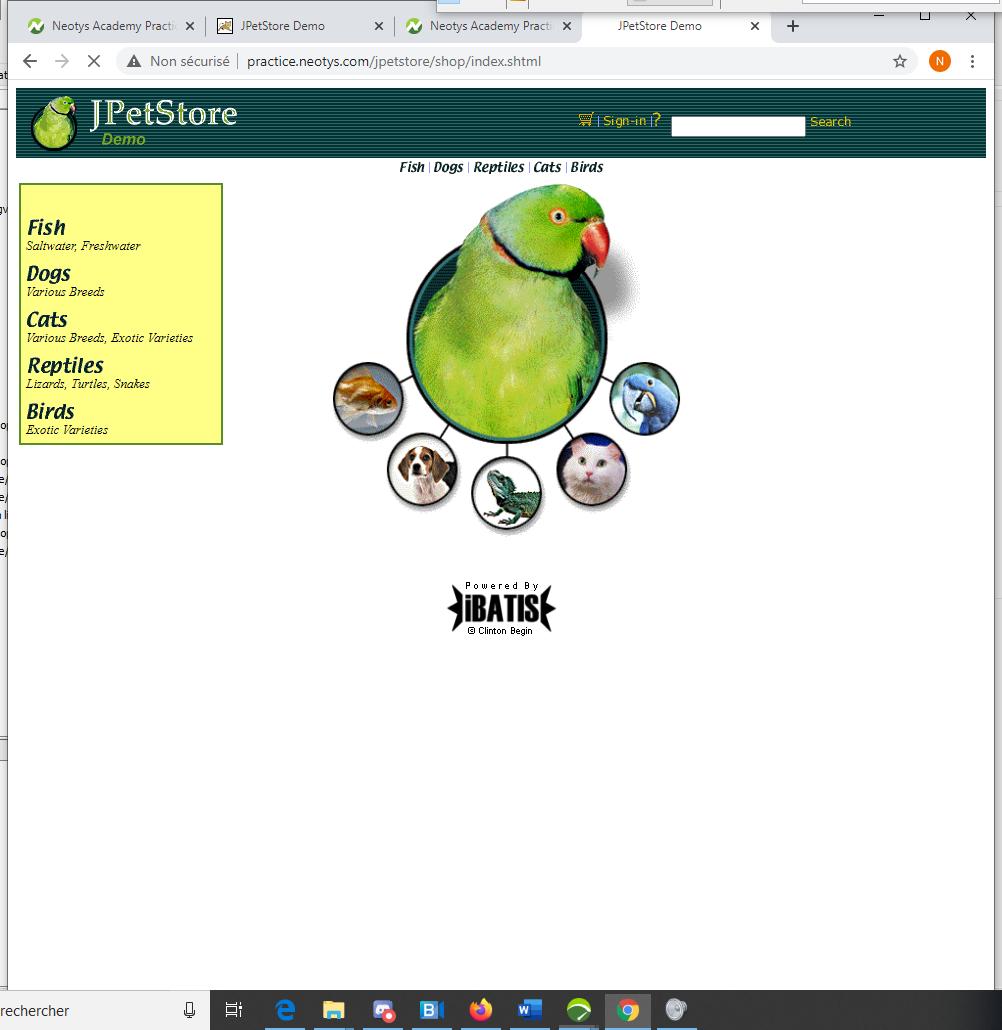 Neotys Academy Practi
JPetStore Demo
Neotys Academy Practi
JPetStore Demo
Non sécurisé
practice.neotys.com/jpetstore/shop/index.shtml
N
JPetStore
Demo
| Sign-in |?
Search
Fish | Dogs | Reptiles | Cats | Birds
Fish
Saltwater, Freshwater
Dogs
Various Breeds
Cats
Various Breeds, Exotic Varieties
Reptiles
Lizards, Turtles, Snakes
Birds
Exotic Varieties
Powered By
iBATIS
© Clinton Begin
rechercher